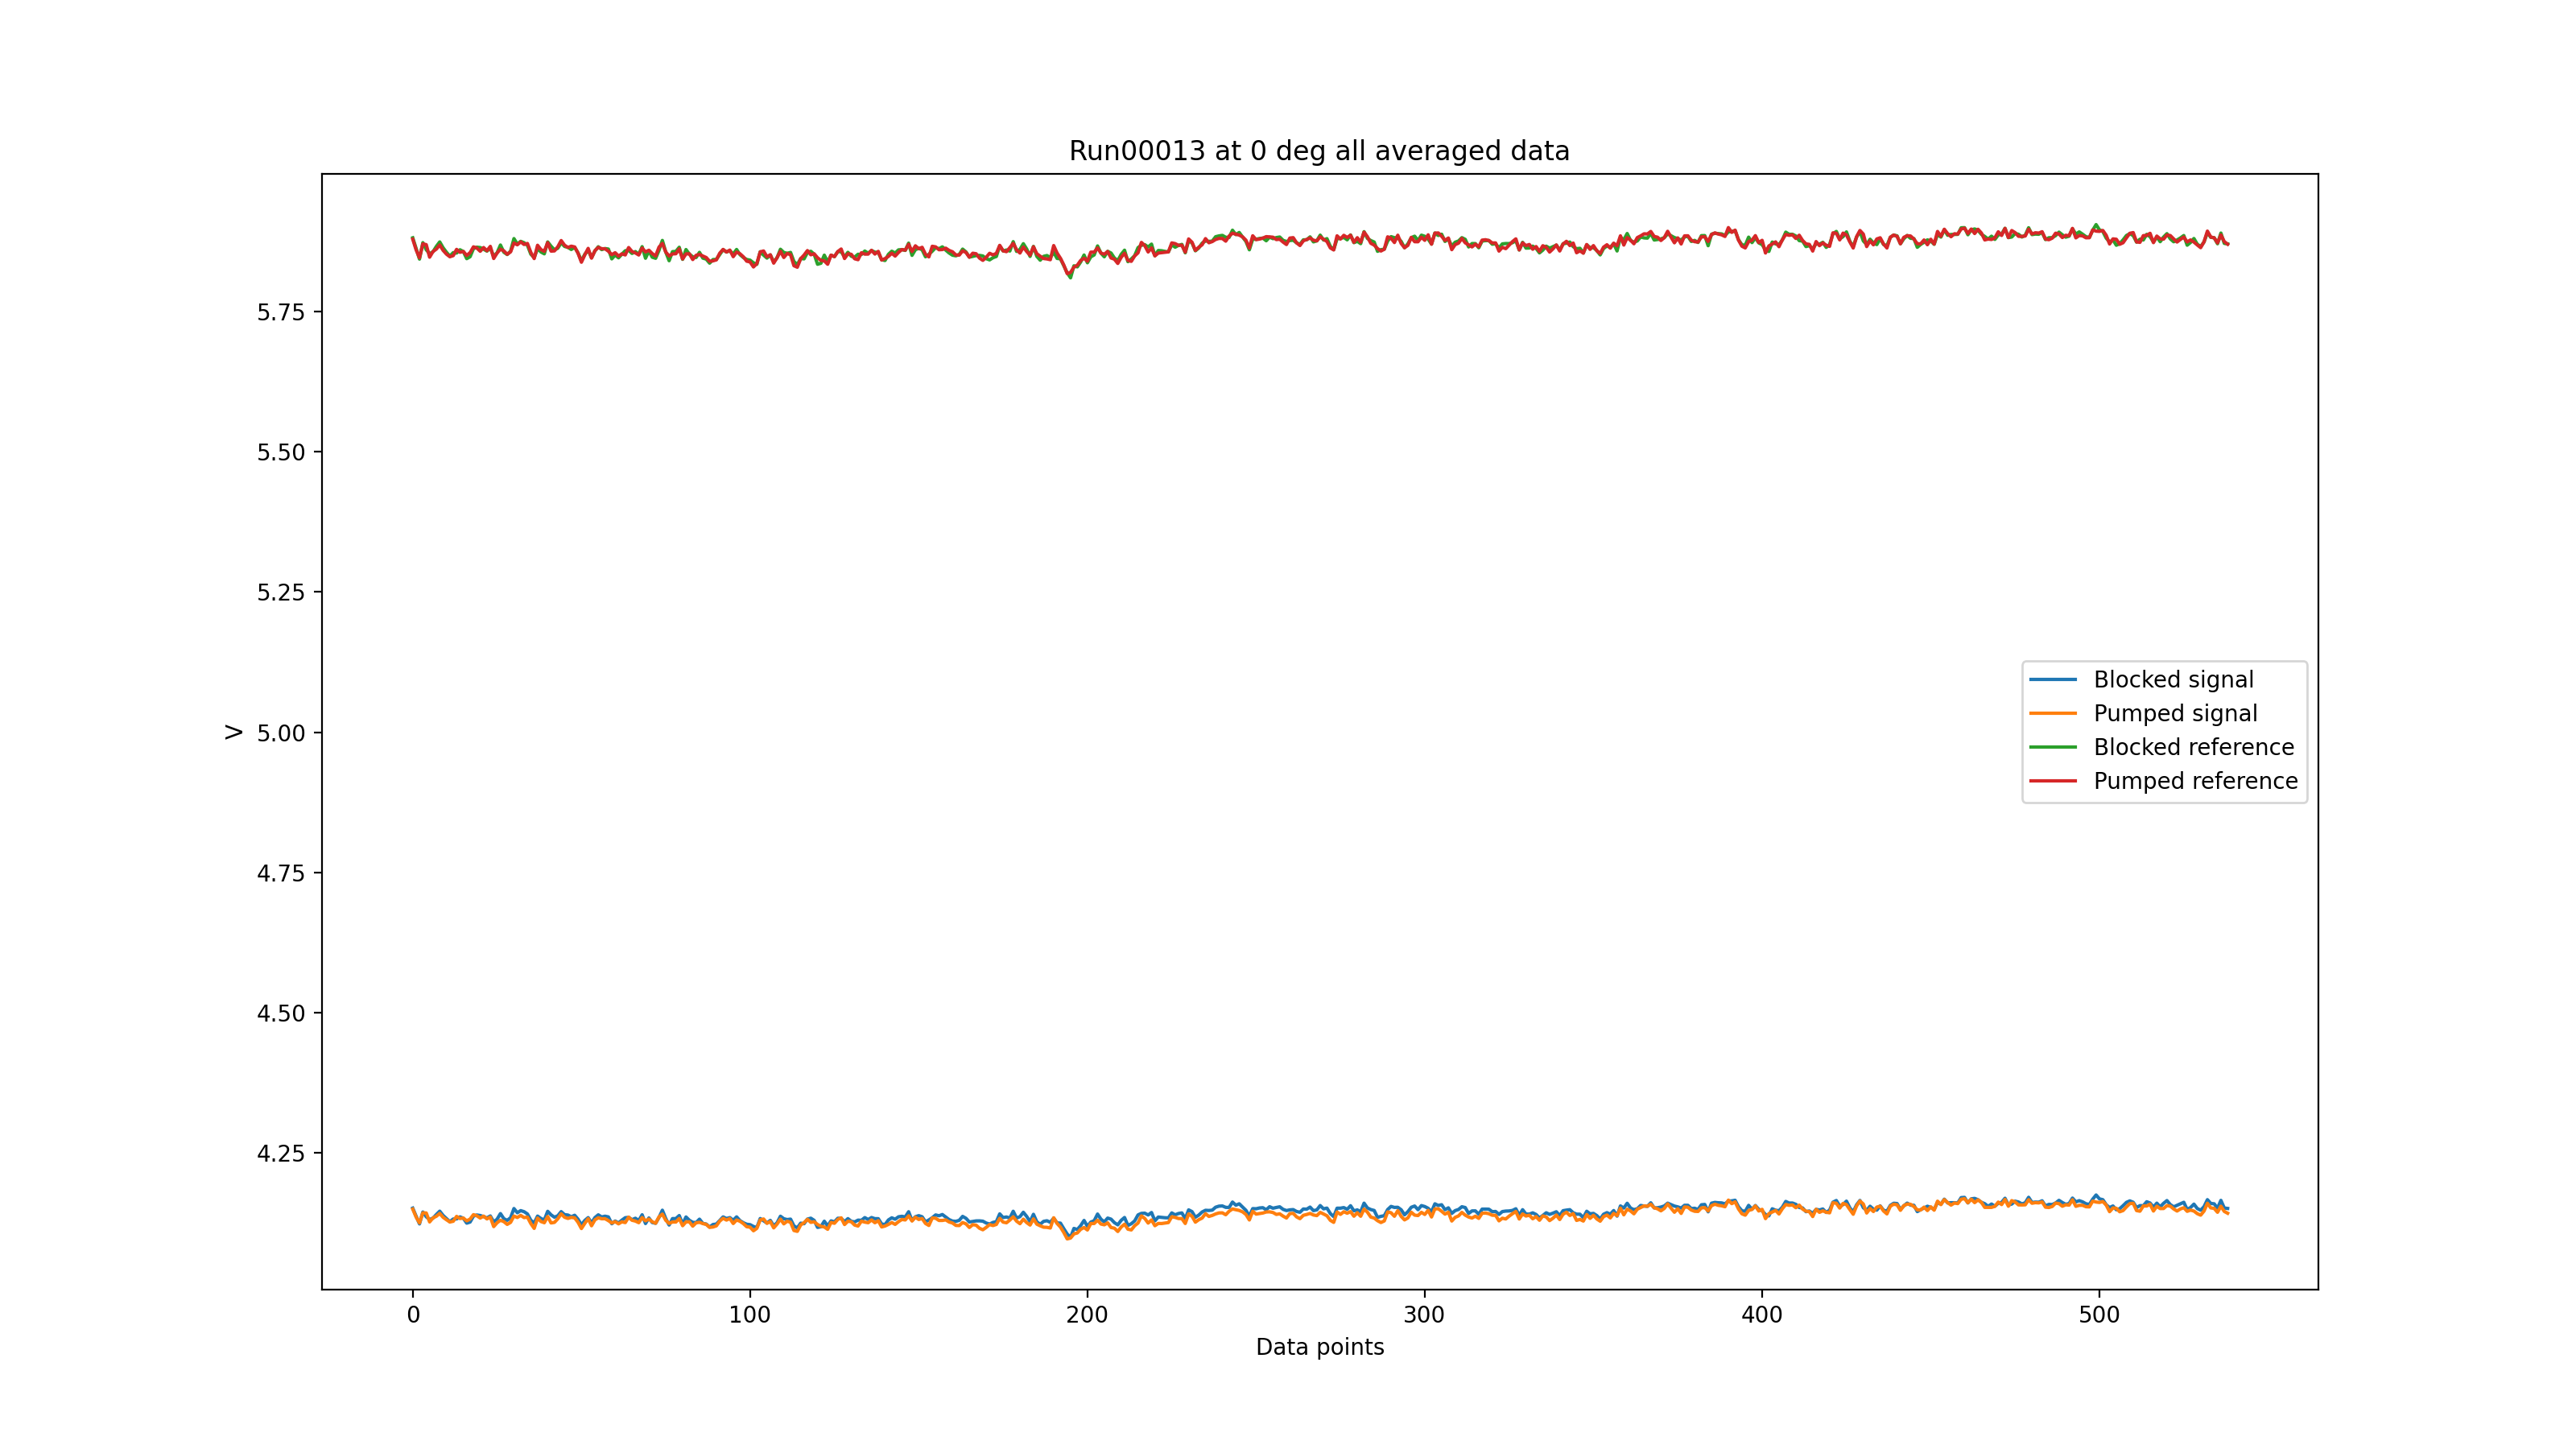 Run00013 at 0 deg all averaged data
5.75
5.50
5.25
5.00
4.75
4.50
4.25
V
Blocked signal
Pumped signal
Blocked reference
Pumped reference
0 100 200 300 400 500
Data points